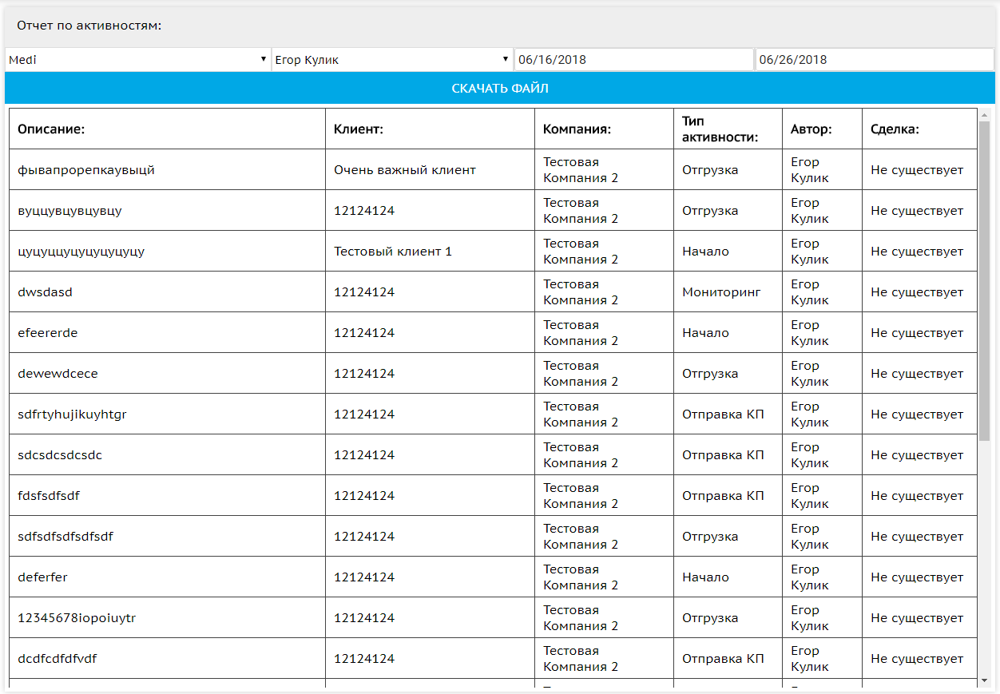 Отчет по активностям:
Medi Егор Кулик 06/16/2018 06/26/2018
СКАЧАТЬ ФАЙЛ
Описание: Клиент: Компания: Тип активности: Автор: Сделка:
фывапрорепкаувыцй Очень важный клиент Тестовая Компания 2 Отгрузка Егор Кулик Не существует
вуццувцувцувцу 12124124 Тестовая Компания 2 Отгрузка Егор Кулик Не существует
цуцуццуцуцуцуцуцу Тестовый клиент 1 Тестовая Компания 2 Начало Егор Кулик Не существует
dwsdasd 12124124 Тестовая Компания 2 Мониторинг Егор Кулик Не существует
efeererde 12124124 Тестовая Компания 2 Начало Егор Кулик Не существует
dewewdcece 12124124 Тестовая Компания 2 Отгрузка Егор Кулик Не существует
sdfrtyhujikuyhtgr 12124124 Тестовая Компания 2 Отправка КП Егор Кулик Не существует
sdcsdcsdcsdc 12124124 Тестовая Компания 2 Отправка КП Егор Кулик Не существует
fdsfsdfsdf 12124124 Тестовая Компания 2 Отправка КП Егор Кулик Не существует
sdfsdfsdfsdfsdf 12124124 Тестовая Компания 2 Отгрузка Егор Кулик Не существует
deferfer 12124124 Тестовая Компания 2 Начало Егор Кулик Не существует
12345678iopoiuytr 12124124 Тестовая Компания 2 Отгрузка Егор Кулик Не существует
dcdfcdfdfvdf 12124124 Тестовая Компания 2 Отправка КП Егор Кулик Не существует